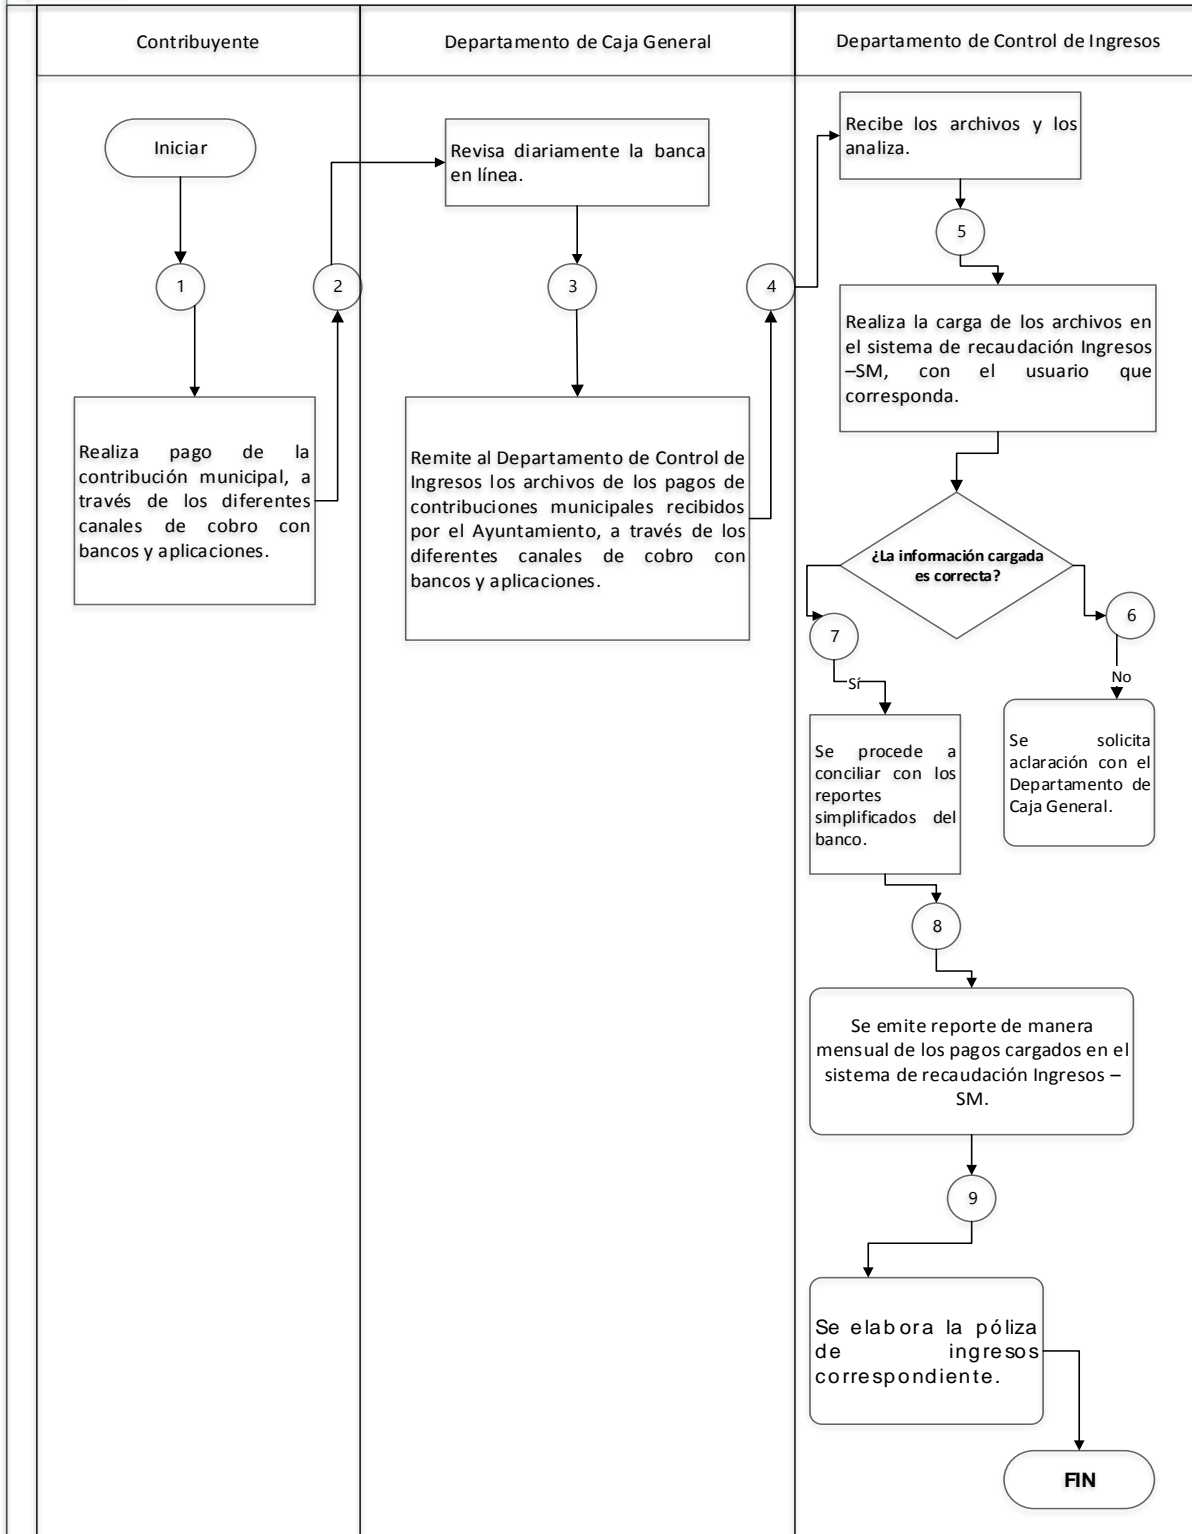 Contribuyente
Departamento de Caja General
Departamento de Control de Ingresos
Iniciar
1
Realiza pago de la
contribución municipal, a
través de los diferentes
canales de cobro con
bancos y aplicaciones.
2
Revisa diariamente la banca
en línea.
3
Remite al Departamento de Control de
Ingresos los archivos de los pagos de
contribuciones municipales recibidos
por el Ayuntamiento, a través de los
diferentes canales de cobro con
bancos y aplicaciones.
4
Recibe los archivos y los
analiza.
5
Realiza la carga de los archivos en
el sistema de recaudación Ingresos
–SM, con el usuario que
corresponda.
¿La información cargada
es correcta?
6
No
Se solicita
aclaración con el
Departamento de
Caja General.
7
Sí
Se procede a
conciliar con los
reportes
simplificados del
banco.
8
Se emite reporte de manera
mensual de los pagos cargados en el
sistema de recaudación Ingresos –
SM.
9
Se elabora la póliza
de ingresos
correspondiente.
FIN